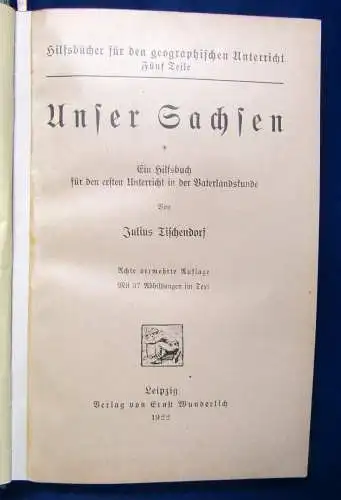 Hilfsbücher für den geographischen Unterricht
Fünf Teile
Unser Sachsen
*
Ein Hilfsbuch
für den ersten Unterricht in der Vaterlandskunde
Von
Julius Tischendorf
Achte vermehrte Auflage
Mit 37 Abbildungen im Text
Leipzig
Verlag von Ernst Wunderlich
1922